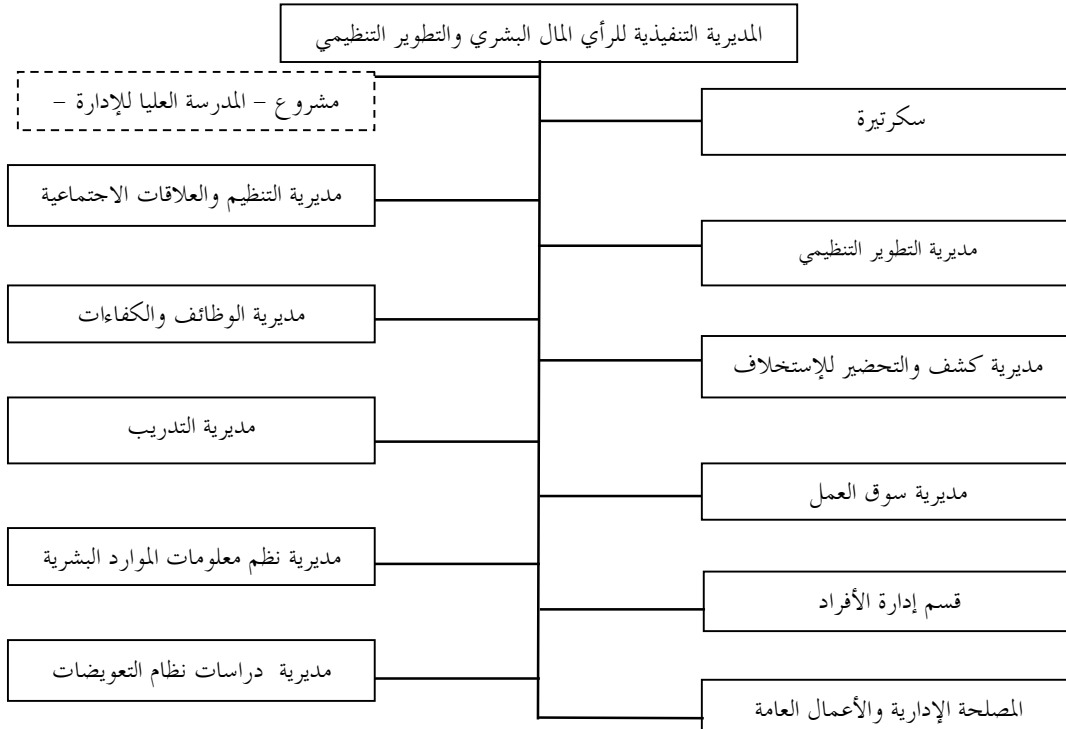 المديرية التنفيذية للرأي المال البشري والتطوير التنظيمي
مشروع – المدرسة العليا للإدارة –
سكرتيرة
مديرية التنظيم والعلاقات الاجتماعية
مديرية التطوير التنظيمي
مديرية الوظائف والكفاءات
مديرية كشف والتحضير للإستخلاف
مديرية التدريب
مديرية سوق العمل
مديرية نظم معلومات الموارد البشرية
قسم إدارة الأفراد
مديرية دراسات نظام التعويضات
المصلحة الإدارية والأعمال العامة